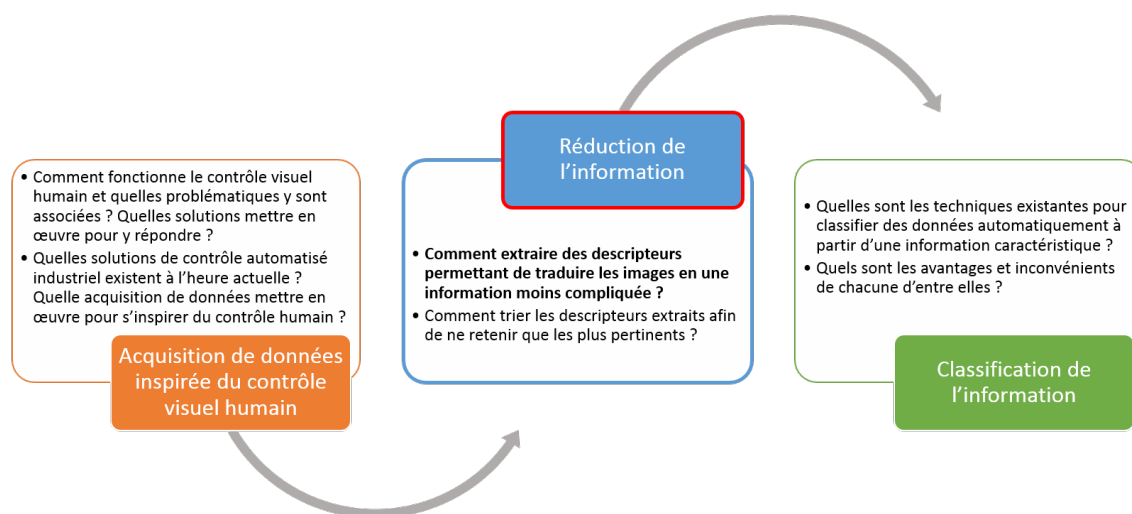 • Comment fonctionne le contrôle visuel
humain et quelles problématiques y sont
associées ? Quelles solutions mettre en
œuvre pour y répondre ?
• Quelles solutions de contrôle automatisé
industriel existent à l’heure actuelle ?
Quelle acquisition de données mettre en
œuvre pour s’inspirer du contrôle humain ?
Acquisition de données
inspirée du contrôle
visuel humain
Réduction de
l’information
• Comment extraire des descripteurs
permettant de traduire les images en une
information moins compliquée ?
• Comment trier les descripteurs extraits afin
de ne retenir que les plus pertinents ?
• Quelles sont les techniques existantes pour
classifier des données automatiquement à
partir d’une information caractéristique ?
• Quels sont les avantages et inconvénients
de chacune d’entre elles ?
Classification de
l’information